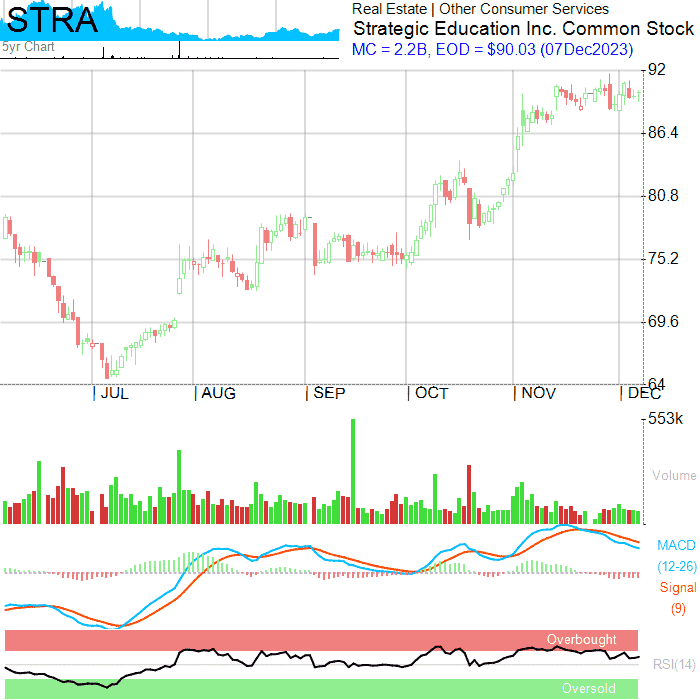 STRA
5yr Chart
Real Estate | Other Consumer Services
Strategic Education Inc. Common Stock
MC = 2.2B, EOD = $90.03 (07Dec2023)
92
86.4
80.8
75.2
69.6
64
JUL AUG SEP OCT NOV DEC
553k
Volume
MACD
(12-26)
Signal
(9)
Overbought
RSI(14)
Oversold